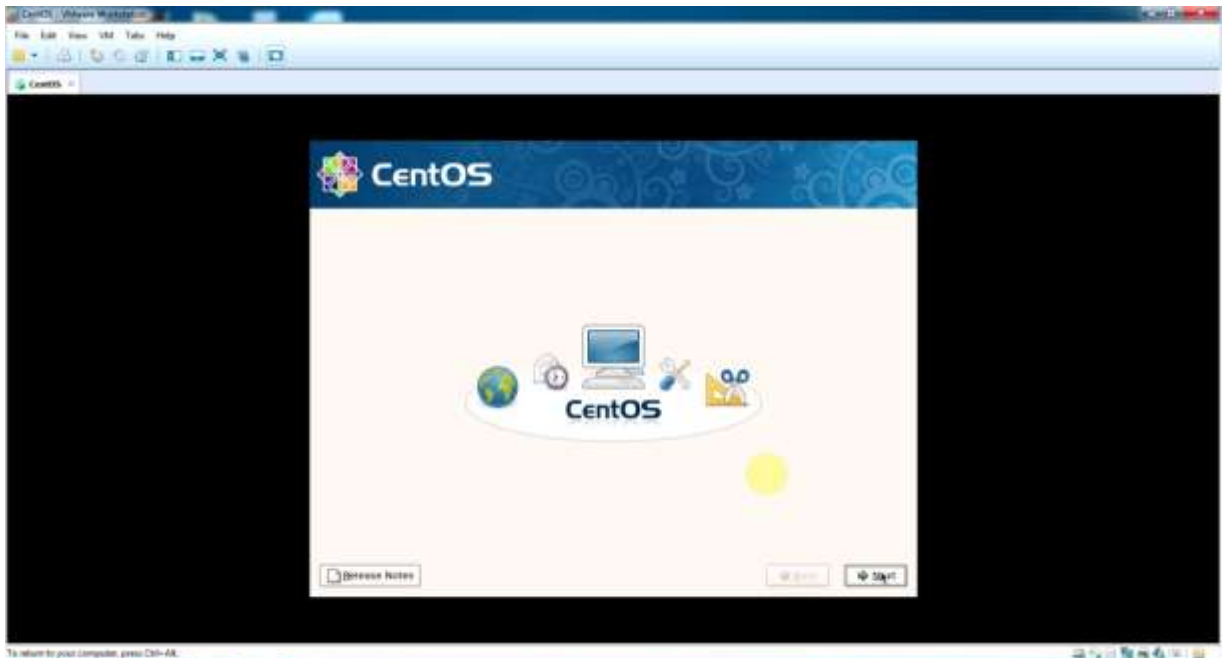 CentOS - VMware Workstation
File Edit View VM Tabs Help
CentOS
CentOS
CentOS
Release Notes
Start
To return to your computer, press Ctrl+Alt.